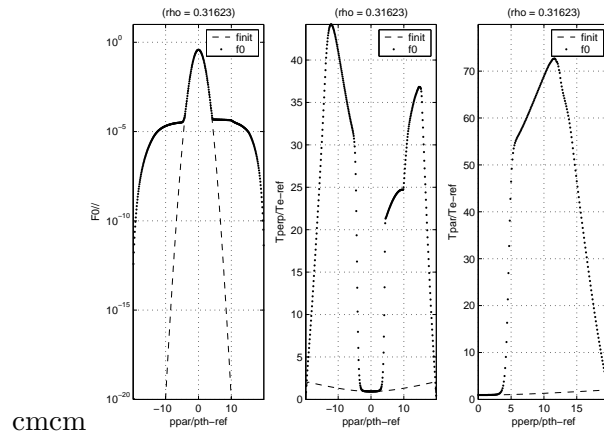 (rho = 0.31623)
finit
f0
10^0
10^-5
10^-10
10^-15
10^-20
F0//
-10 0 10
ppar/pth-ref
(rho = 0.31623)
finit
f0
40
35
30
25
20
15
10
5
0
Tperp/Te-ref
-10 0 10
ppar/pth-ref
(rho = 0.31623)
finit
f0
70
60
50
40
30
20
10
0
Tpar/Te-ref
0 5 10 15
pperp/pth-ref
cmcm